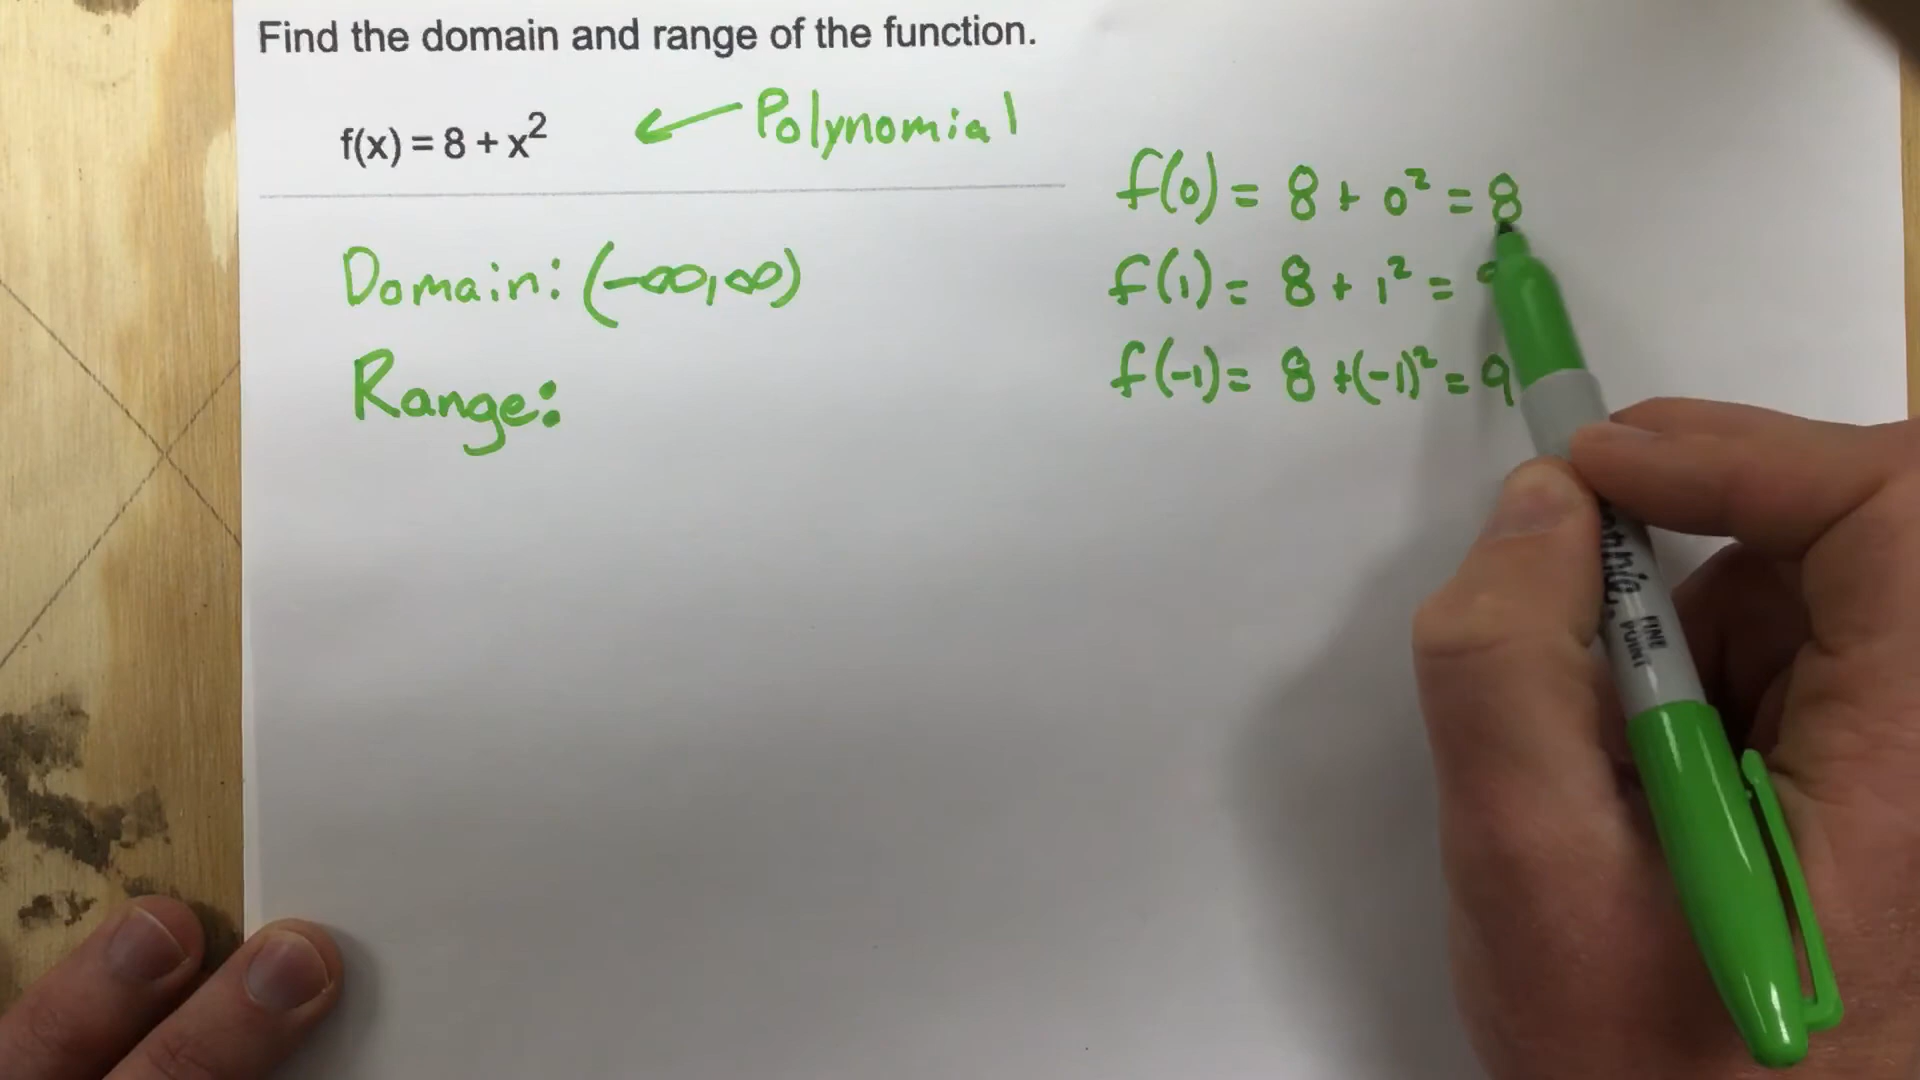 Find the domain and range of the function.
f(x) = 8 + x²
Polynomial
Domain: (-∞,∞)
Range:
f(0) = 8 + 0² = 8
f(1) = 8 + 1² =
f(-1) = 8 +(-1)² = 9
FINE
POINT